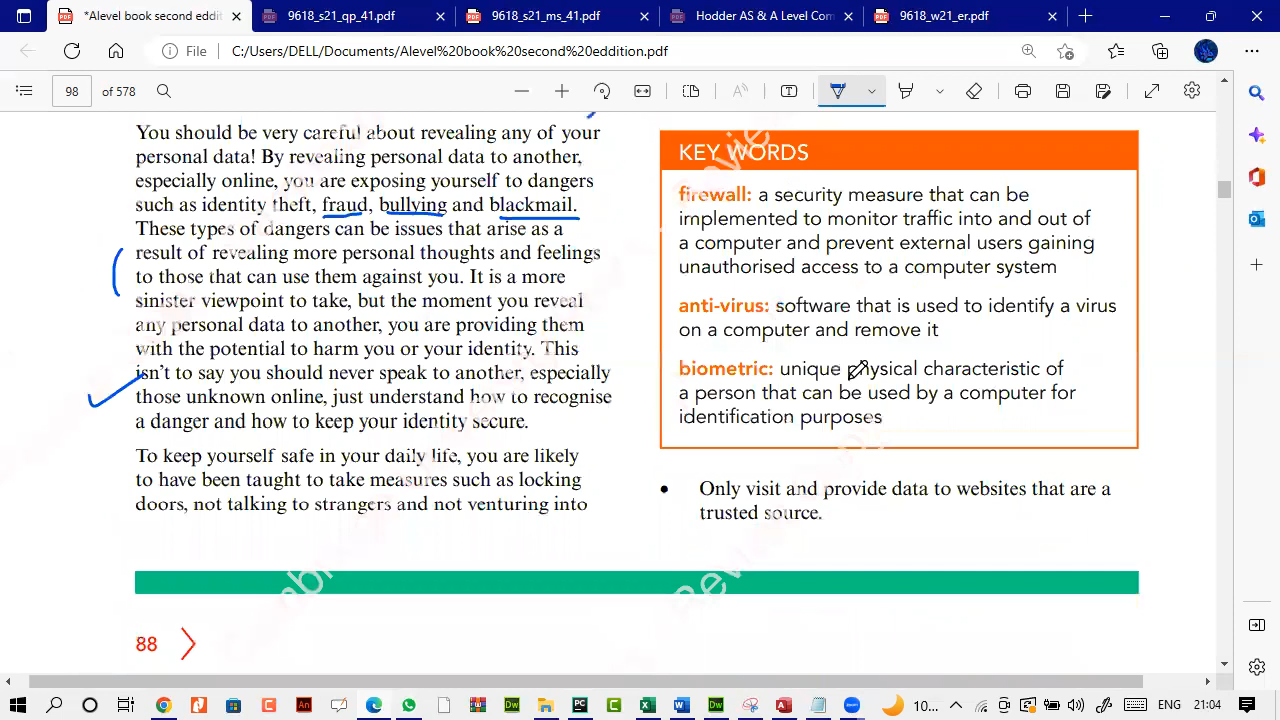 *Alevel book second eddit
9618_s21_qp_41.pdf
9618_s21_ms_41.pdf
Hodder AS & A Level Com
9618_w21_er.pdf
File
C:/Users/DELL/Documents/Alevel%20book%20second%20eddition.pdf
98 of 578
You should be very careful about revealing any of your
personal data! By revealing personal data to another,
especially online, you are exposing yourself to dangers
such as identity theft, fraud, bullying and blackmail.
These types of dangers can be issues that arise as a
result of revealing more personal thoughts and feelings
to those that can use them against you. It is a more
sinister viewpoint to take, but the moment you reveal
any personal data to another, you are providing them
with the potential to harm you or your identity. This
isn't to say you should never speak to another, especially
those unknown online, just understand how to recognise
a danger and how to keep your identity secure.
To keep yourself safe in your daily life, you are likely
to have been taught to take measures such as locking
doors, not talking to strangers and not venturing into
KEY WORDS
firewall: a security measure that can be
implemented to monitor traffic into and out of
a computer and prevent external users gaining
unauthorised access to a computer system
anti-virus: software that is used to identify a virus
on a computer and remove it
biometric: unique physical characteristic of
a person that can be used by a computer for
identification purposes
• Only visit and provide data to websites that are a
trusted source.
88
10...
ENG
21:04